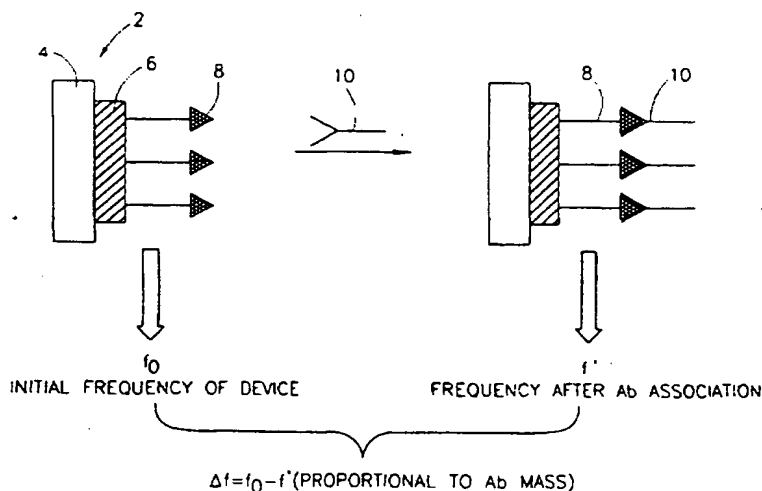 2
4
6
8
10
8
10
f0
INITIAL FREQUENCY OF DEVICE
f'
FREQUENCY AFTER Ab ASSOCIATION
Δf=f0-f'(PROPORTIONAL TO Ab MASS)